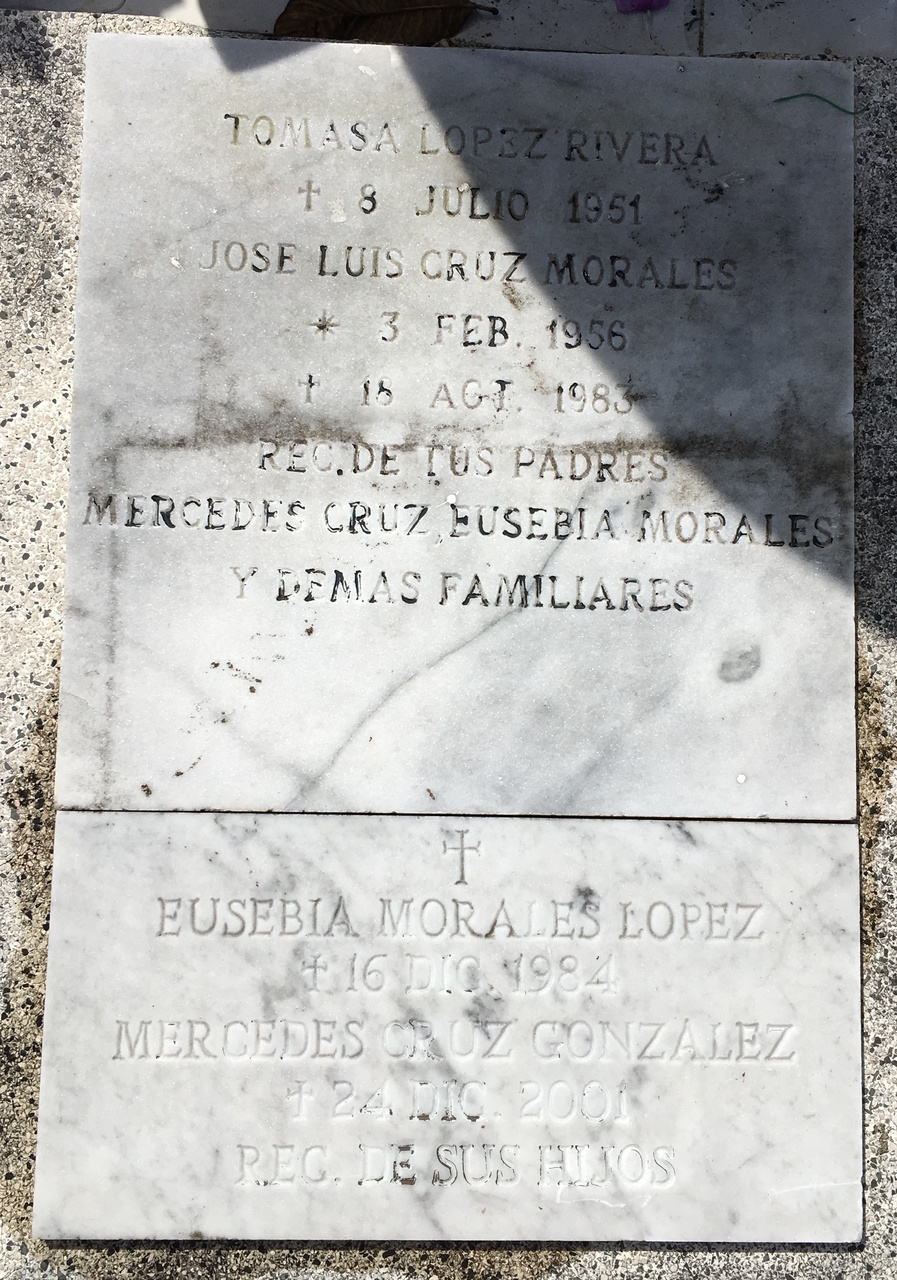 TOMASA LOPEZ RIVERA
† 8 JULIO 1951
JOSE LUIS CRUZ MORALES
* 3 FEB. 1956
† 18 AGT. 1983
REC. DE TUS PADRES
MERCEDES CRUZ, EUSEBIA MORALES
Y DEMAS FAMILIARES
†
EUSEBIA MORALES LOPEZ
† 16 DIC. 1984
MERCEDES CRUZ GONZALEZ
† 24 DIC. 2001
REC. DE SUS HIJOS